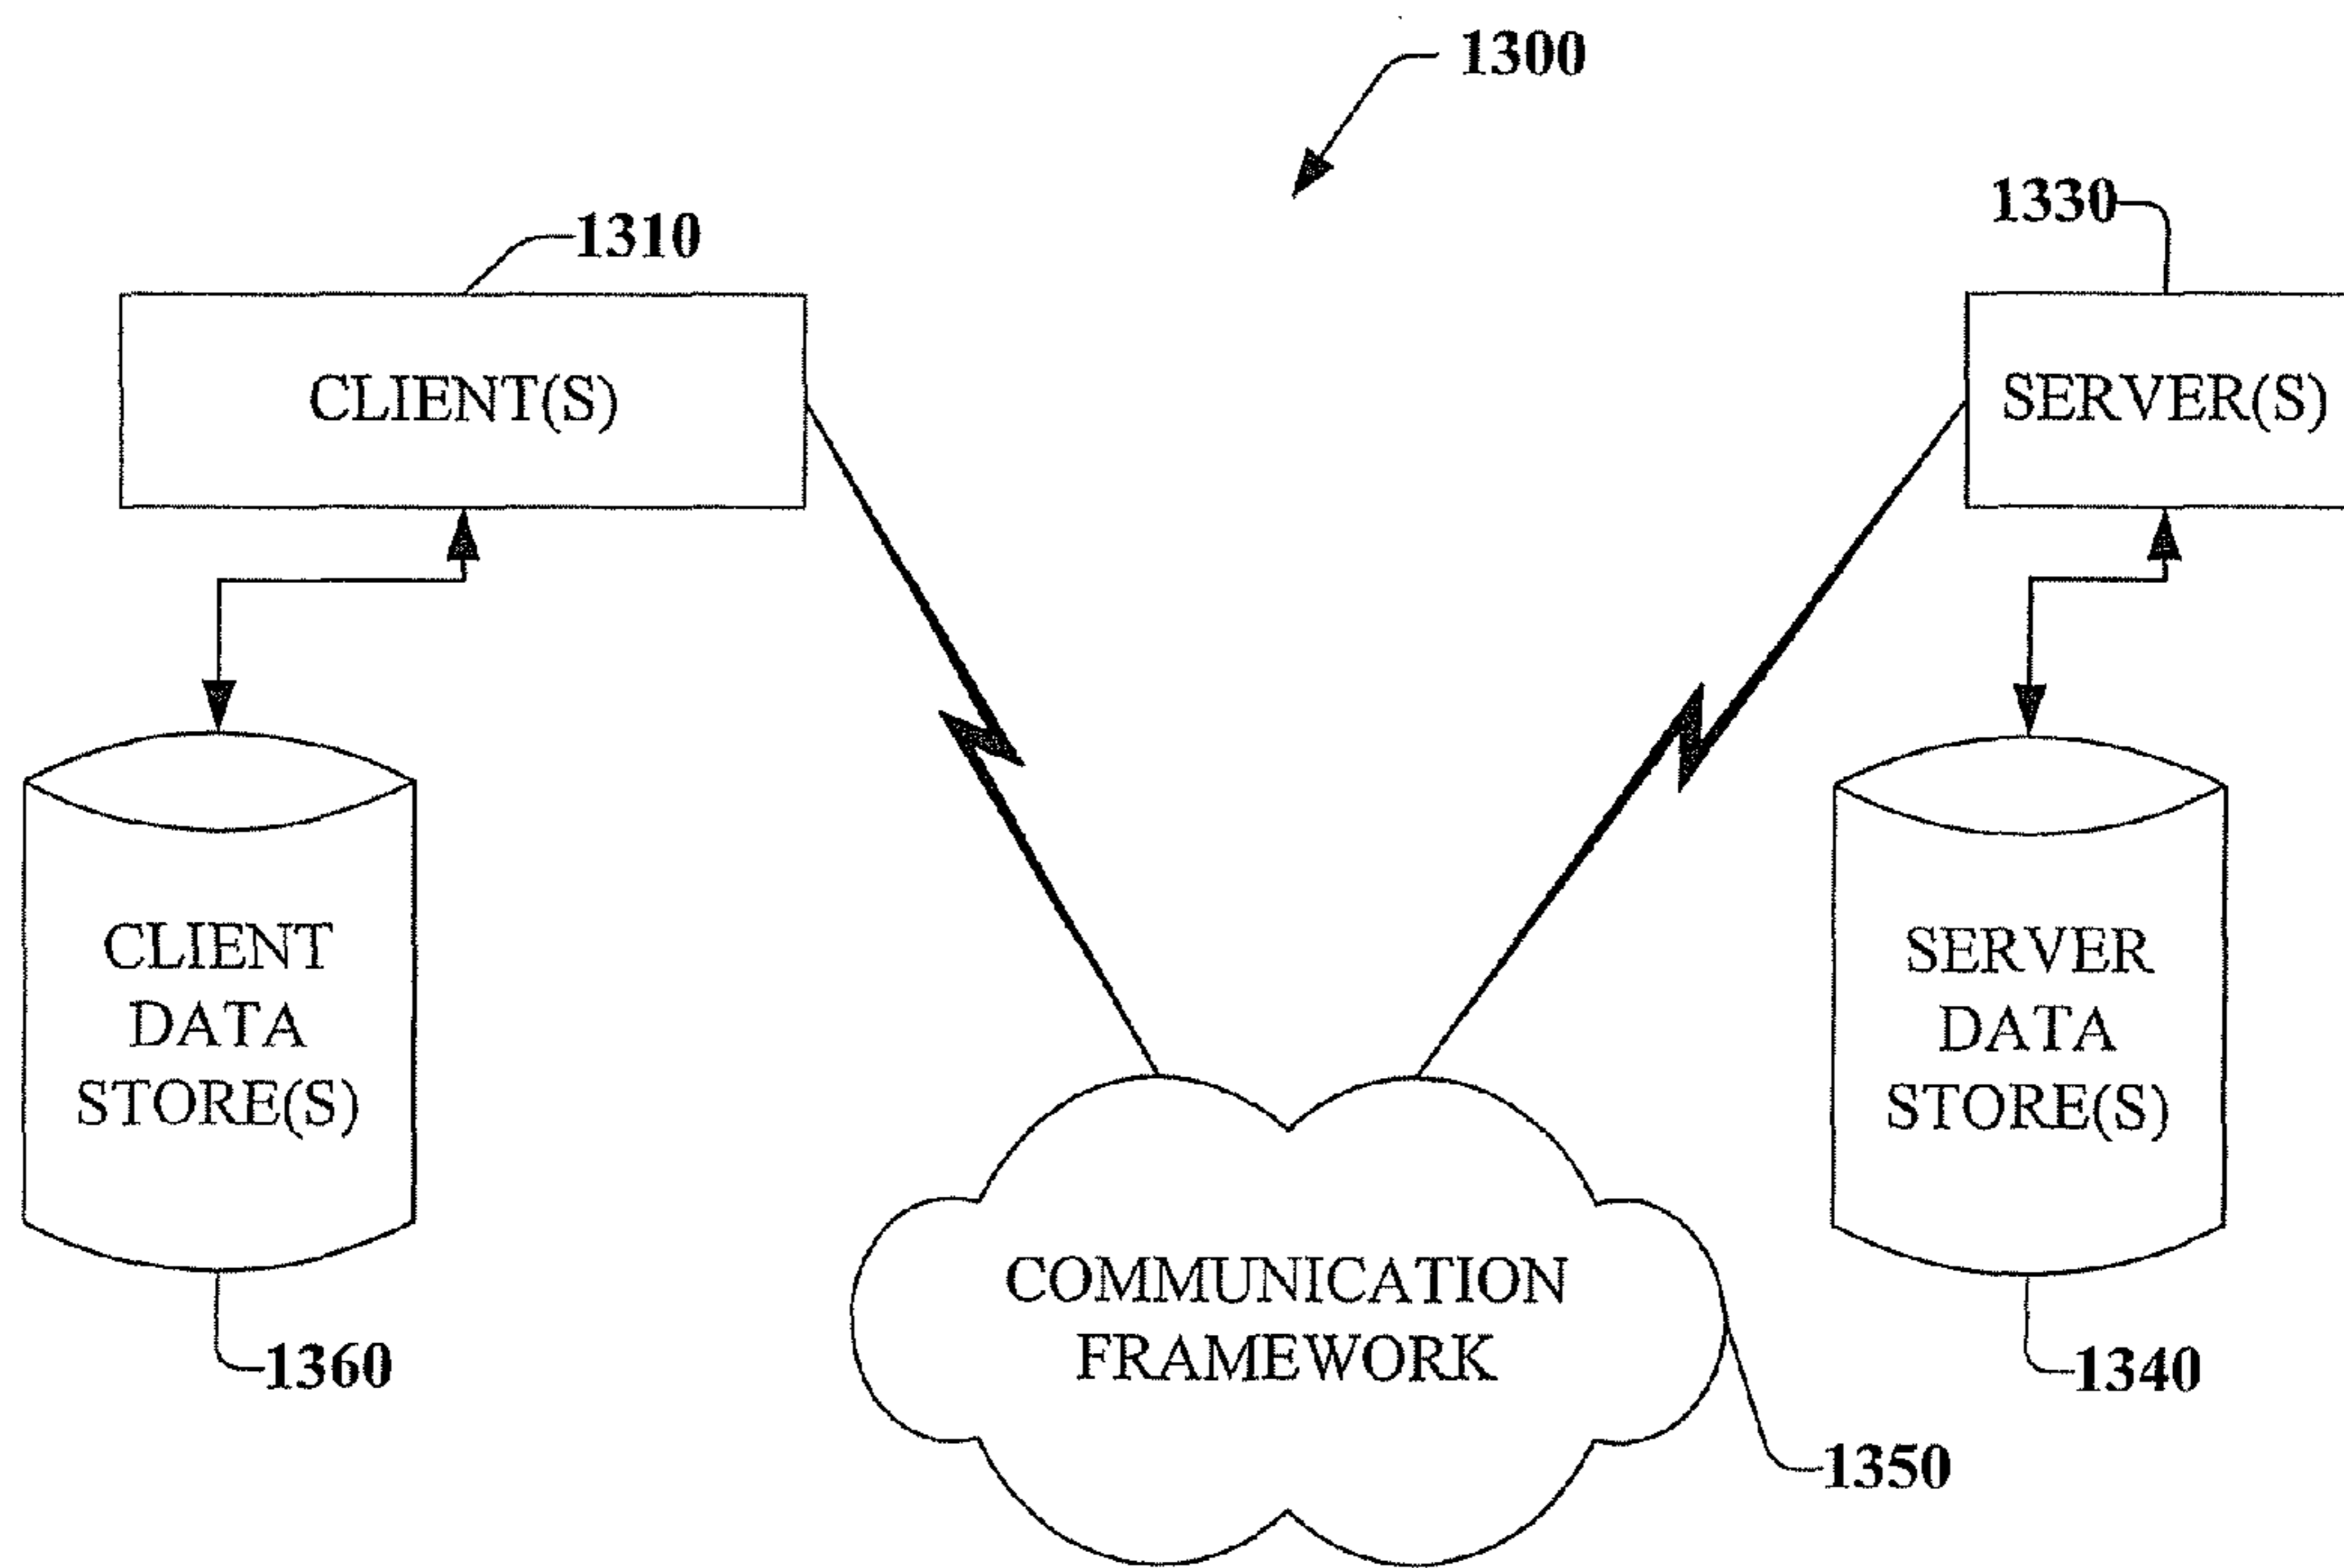 1300
1310
1330
CLIENT(S)
SERVER(S)
CLIENT
DATA
STORE(S)
SERVER
DATA
STORE(S)
COMMUNICATION
FRAMEWORK
1360
1340
1350